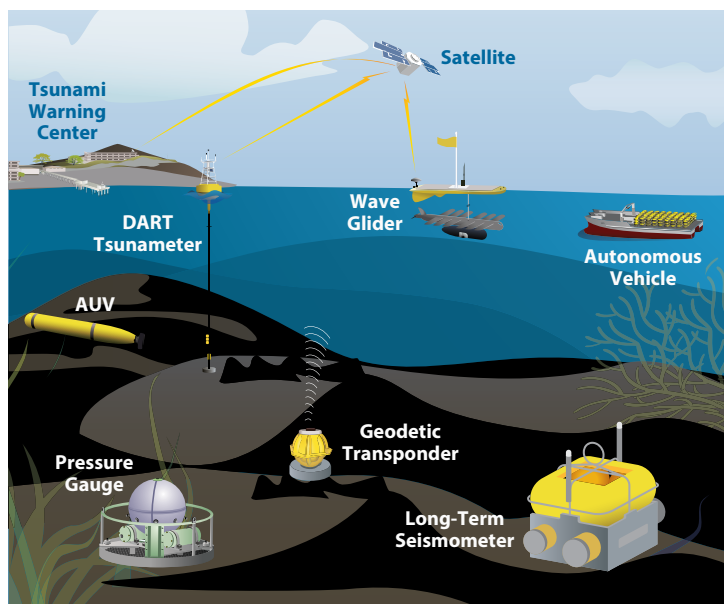 Satellite
Tsunami
Warning
Center
Wave
Glider
DART
Tsunameter
Autonomous
Vehicle
AUV
Geodetic
Transponder
Pressure
Gauge
Long-Term
Seismometer